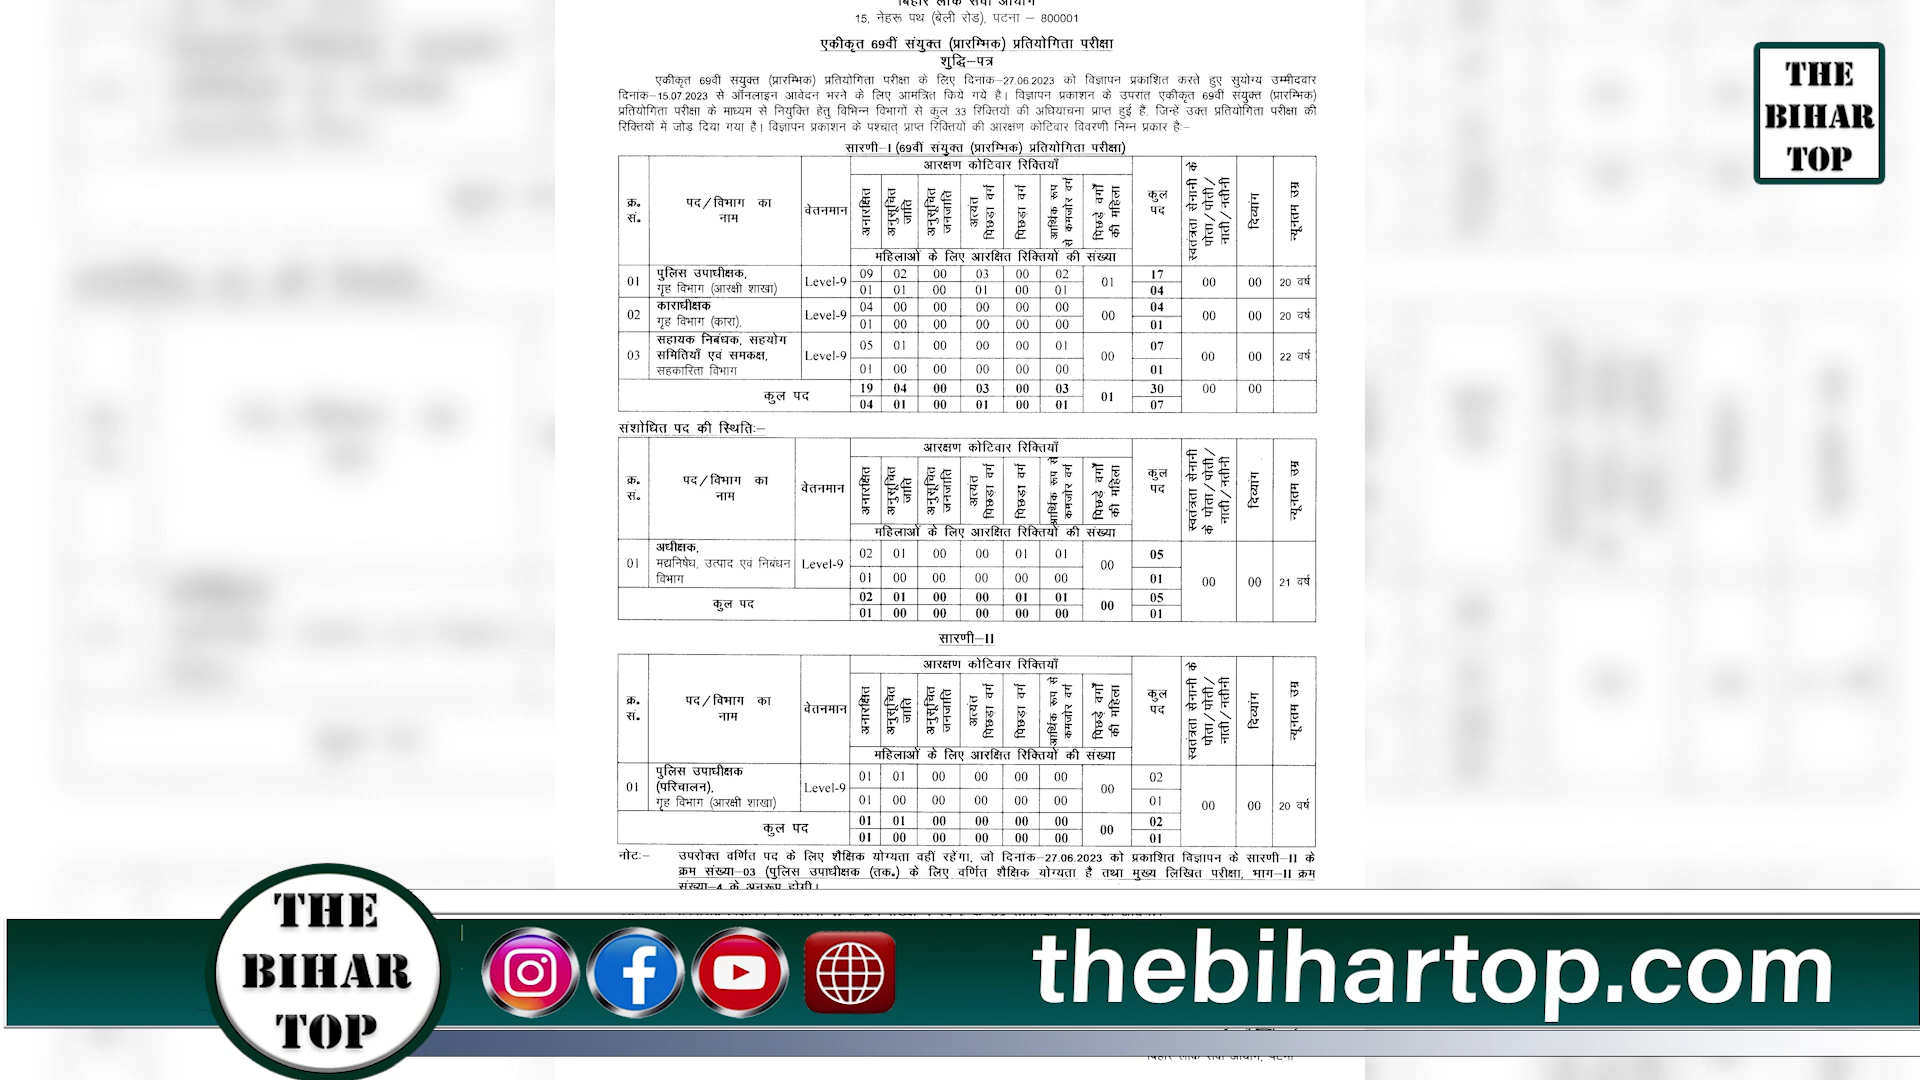 बिहार लोक सेवा आयोग
15, नेहरू पथ (बेली रोड), पटना – 800001
एकीकृत 69वीं संयुक्त (प्रारम्भिक) प्रतियोगिता परीक्षा
शुद्धि–पत्र
एकीकृत 69वीं संयुक्त (प्रारम्भिक) प्रतियोगिता परीक्षा के लिए दिनांक–27.06.2023 को विज्ञापन प्रकाशित करते हुए सुयोग्य उम्मीदवार
दिनांक–15.07.2023 से ऑनलाइन आवेदन भरने के लिए आमंत्रित किये गये है। विज्ञापन प्रकाशन के उपरांत एकीकृत 69वीं संयुक्त (प्रारम्भिक)
प्रतियोगिता परीक्षा के माध्यम से नियुक्ति हेतु विभिन्न विभागों से कुल 33 रिक्तियों की अधियाचना प्राप्त हुई है, जिन्हें उक्त प्रतियोगिता परीक्षा की
रिक्तियों में जोड़ दिया गया है। विज्ञापन प्रकाशन के पश्चात् प्राप्त रिक्तियों की आरक्षण कोटिवार विवरणी निम्न प्रकार है:–
सारणी–I (69वीं संयुक्त (प्रारम्भिक) प्रतियोगिता परीक्षा)
क्र. सं. पद/विभाग का नाम वेतनमान आरक्षण कोटिवार रिक्तियाँ कुल पद स्वतंत्रता सेनानी के पोता/पोती/नाती/नतीनी दिव्यांग न्यूनतम उम्र
अनारक्षित अनुसूचित जाति अनुसूचित जनजाति अत्यंत पिछड़ा वर्ग पिछड़ा वर्ग आर्थिक रूप से कमजोर वर्ग पिछड़े वर्गों की महिला
महिलाओं के लिए आरक्षित रिक्तियों की संख्या
01 पुलिस उपाधीक्षक, गृह विभाग (आरक्षी शाखा) Level-9 09 02 00 03 00 02 01 17 00 00 20 वर्ष
01 01 00 01 00 01 04
02 काराधीक्षक गृह विभाग (कारा), Level-9 04 00 00 00 00 00 00 04 00 00 20 वर्ष
01 00 00 00 00 00 01
03 सहायक निबंधक, सहयोग समितियाँ एवं समकक्ष, सहकारिता विभाग Level-9 05 01 00 00 00 01 00 07 00 00 22 वर्ष
01 00 00 00 00 00 01
कुल पद 19 04 00 03 00 03 01 30 00 00
04 01 00 01 00 01 07
संशोधित पद की स्थिति:–
क्र. सं. पद/विभाग का नाम वेतनमान आरक्षण कोटिवार रिक्तियाँ कुल पद स्वतंत्रता सेनानी के पोता/पोती/नाती/नतीनी दिव्यांग न्यूनतम उम्र
अनारक्षित अनुसूचित जाति अनुसूचित जनजाति अत्यंत पिछड़ा वर्ग पिछड़ा वर्ग आर्थिक रूप से कमजोर वर्ग पिछड़े वर्गों की महिला
महिलाओं के लिए आरक्षित रिक्तियों की संख्या
01 अधीक्षक, मद्यनिषेध, उत्पाद एवं निबंधन विभाग Level-9 02 01 00 00 01 01 00 05 00 00 21 वर्ष
01 00 00 00 00 00 01
कुल पद 02 01 00 00 01 01 00 05
01 00 00 00 00 00 01
सारणी–II
क्र. सं. पद/विभाग का नाम वेतनमान आरक्षण कोटिवार रिक्तियाँ कुल पद स्वतंत्रता सेनानी के पोता/पोती/नाती/नतीनी दिव्यांग न्यूनतम उम्र
अनारक्षित अनुसूचित जाति अनुसूचित जनजाति अत्यंत पिछड़ा वर्ग पिछड़ा वर्ग आर्थिक रूप से कमजोर वर्ग पिछड़े वर्गों की महिला
महिलाओं के लिए आरक्षित रिक्तियों की संख्या
01 पुलिस उपाधीक्षक (परिचालन), गृह विभाग (आरक्षी शाखा) Level-9 01 01 00 00 00 00 00 02 00 00 20 वर्ष
01 00 00 00 00 00 01
कुल पद 01 01 00 00 00 00 00 02
01 00 00 00 00 00 01
नोट:– उपरोक्त वर्णित पद के लिए शैक्षिक योग्यता वहीं रहेंगा, जो दिनांक–27.06.2023 को प्रकाशित विज्ञापन के सारणी–II के
क्रम संख्या–03 (पुलिस उपाधीक्षक (तक.) के लिए वर्णित शैक्षिक योग्यता है तथा मुख्य लिखित परीक्षा, भाग–II क्रम
संख्या–4 के अनुरूप होगी।
बिहार लोक सेवा आयोग, पटना
THE
BIHAR
TOP
THE
BIHAR
TOP
thebihartop.com